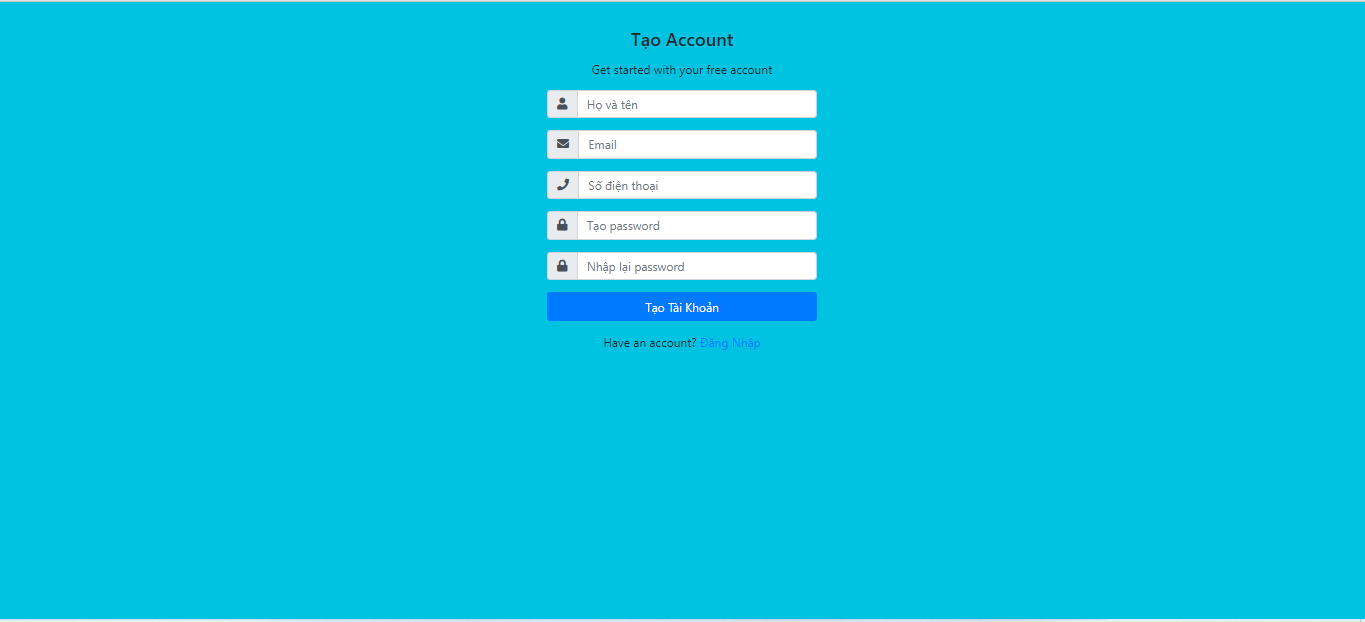 Tạo Account
Get started with your free account
Họ và tên
Email
Số điện thoại
Tạo password
Nhập lại password
Tạo Tài Khoản
Have an account? Đăng Nhập